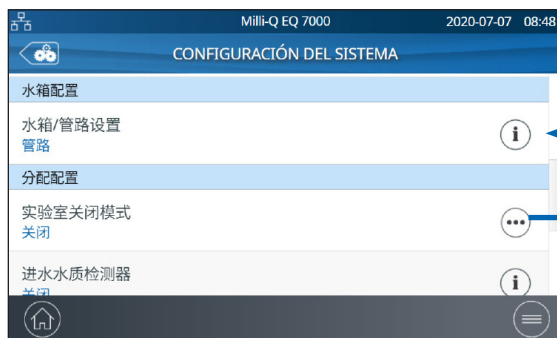 Milli-Q EQ 7000 2020-07-07 08:48
CONFIGURACIÓN DEL SISTEMA
水箱配置
水箱/管路设置
管路
分配配置
实验室关闭模式
关闭
进水水质检测器
关闭